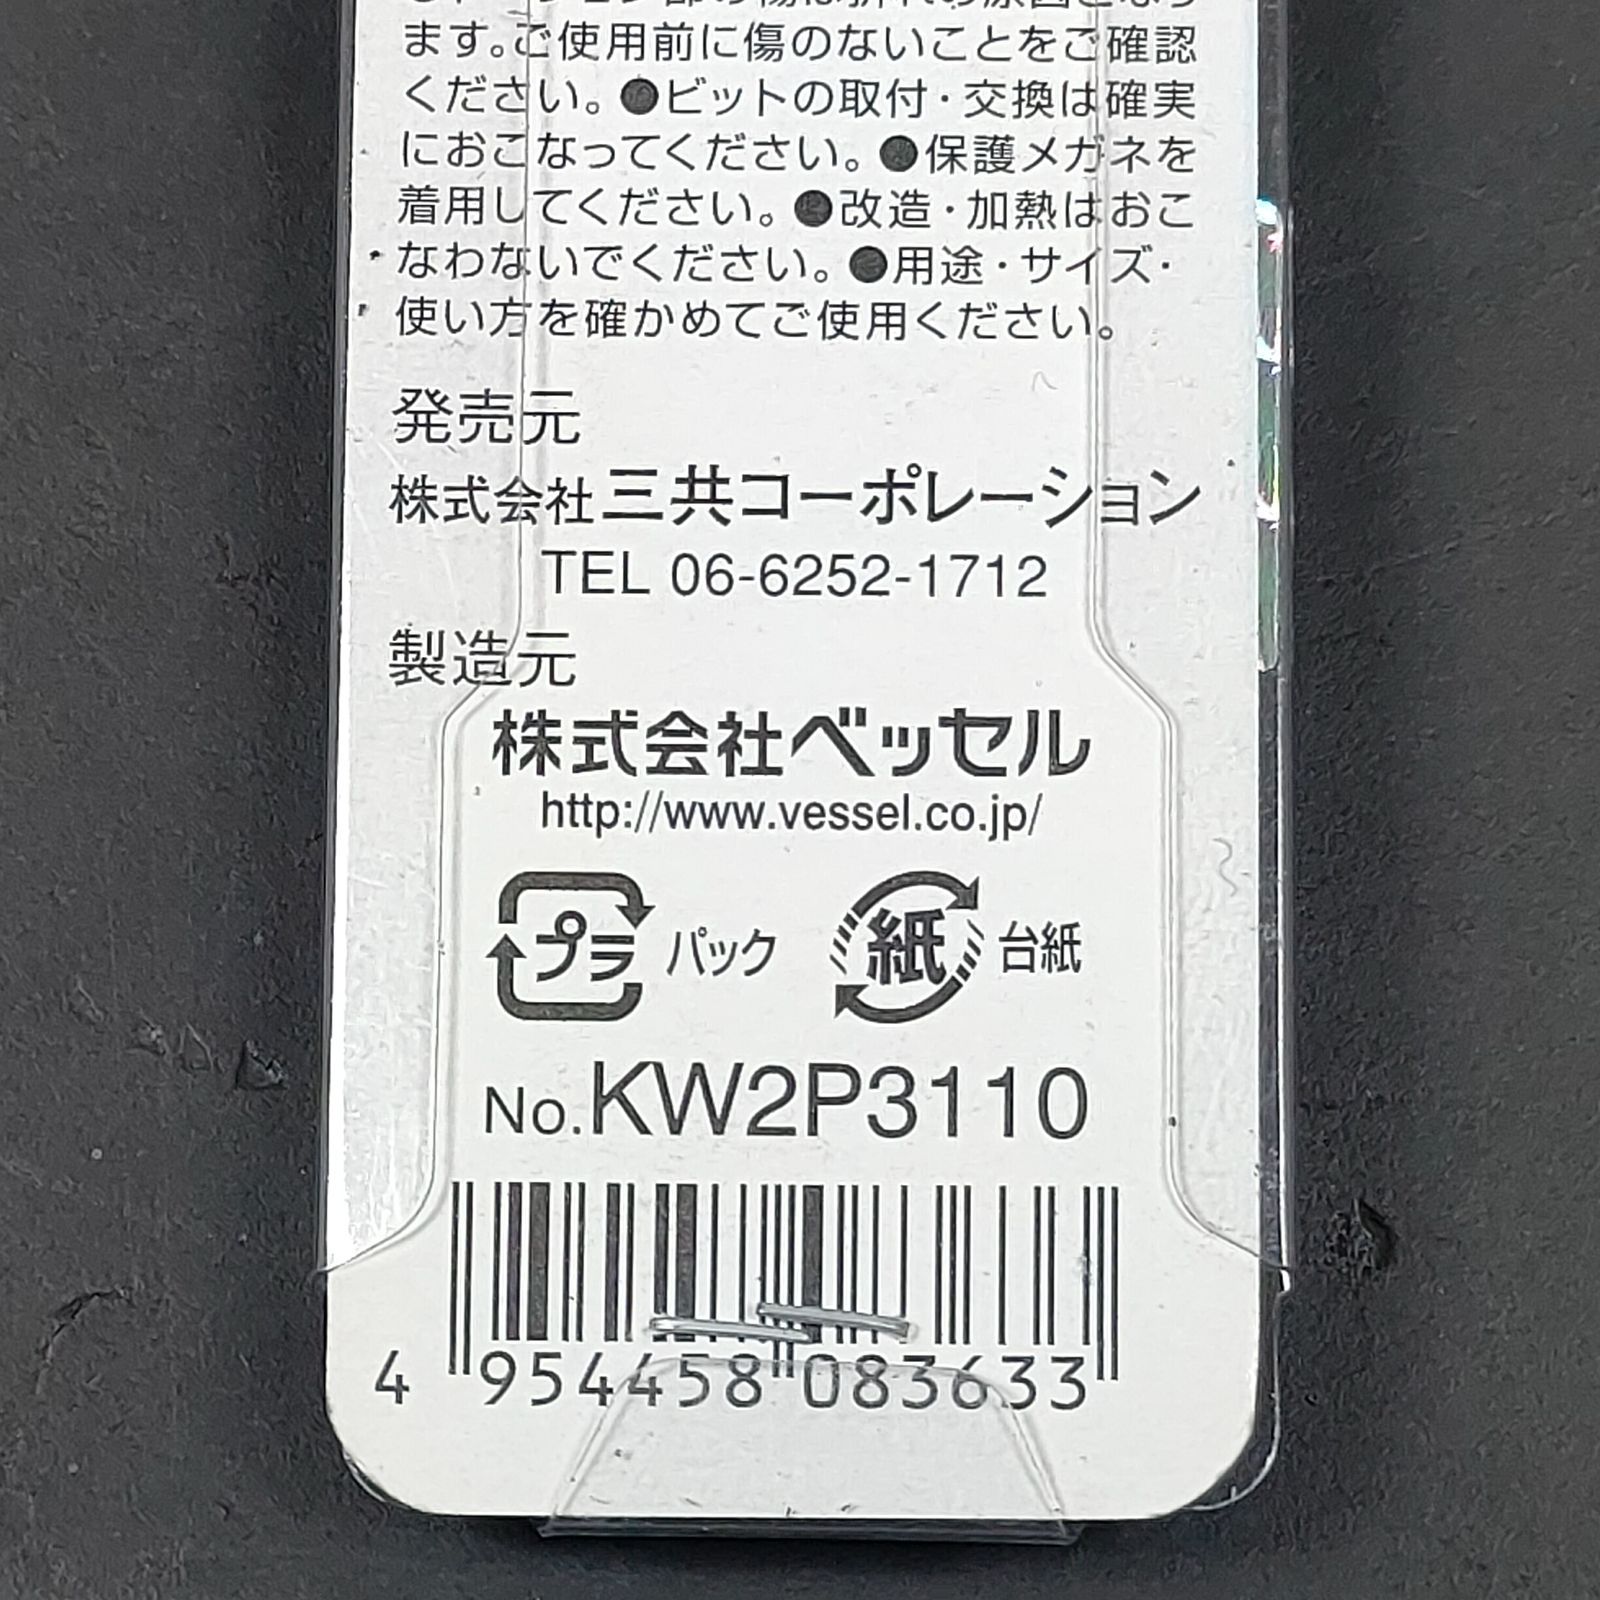 ます。ご使用前に傷のないことをご確認
ください。●ビットの取付・交換は確実
におこなってください。●保護メガネを
着用してください。●改造・加熱はおこ
なわないでください。●用途・サイズ・
使い方を確かめてご使用ください。
発売元
株式会社三共コーポレーション
TEL 06-6252-1712
製造元
株式会社ベッセル
http://www.vessel.co.jp/
プラ パック 紙 台紙
No.KW2P3110
4 954458 083633